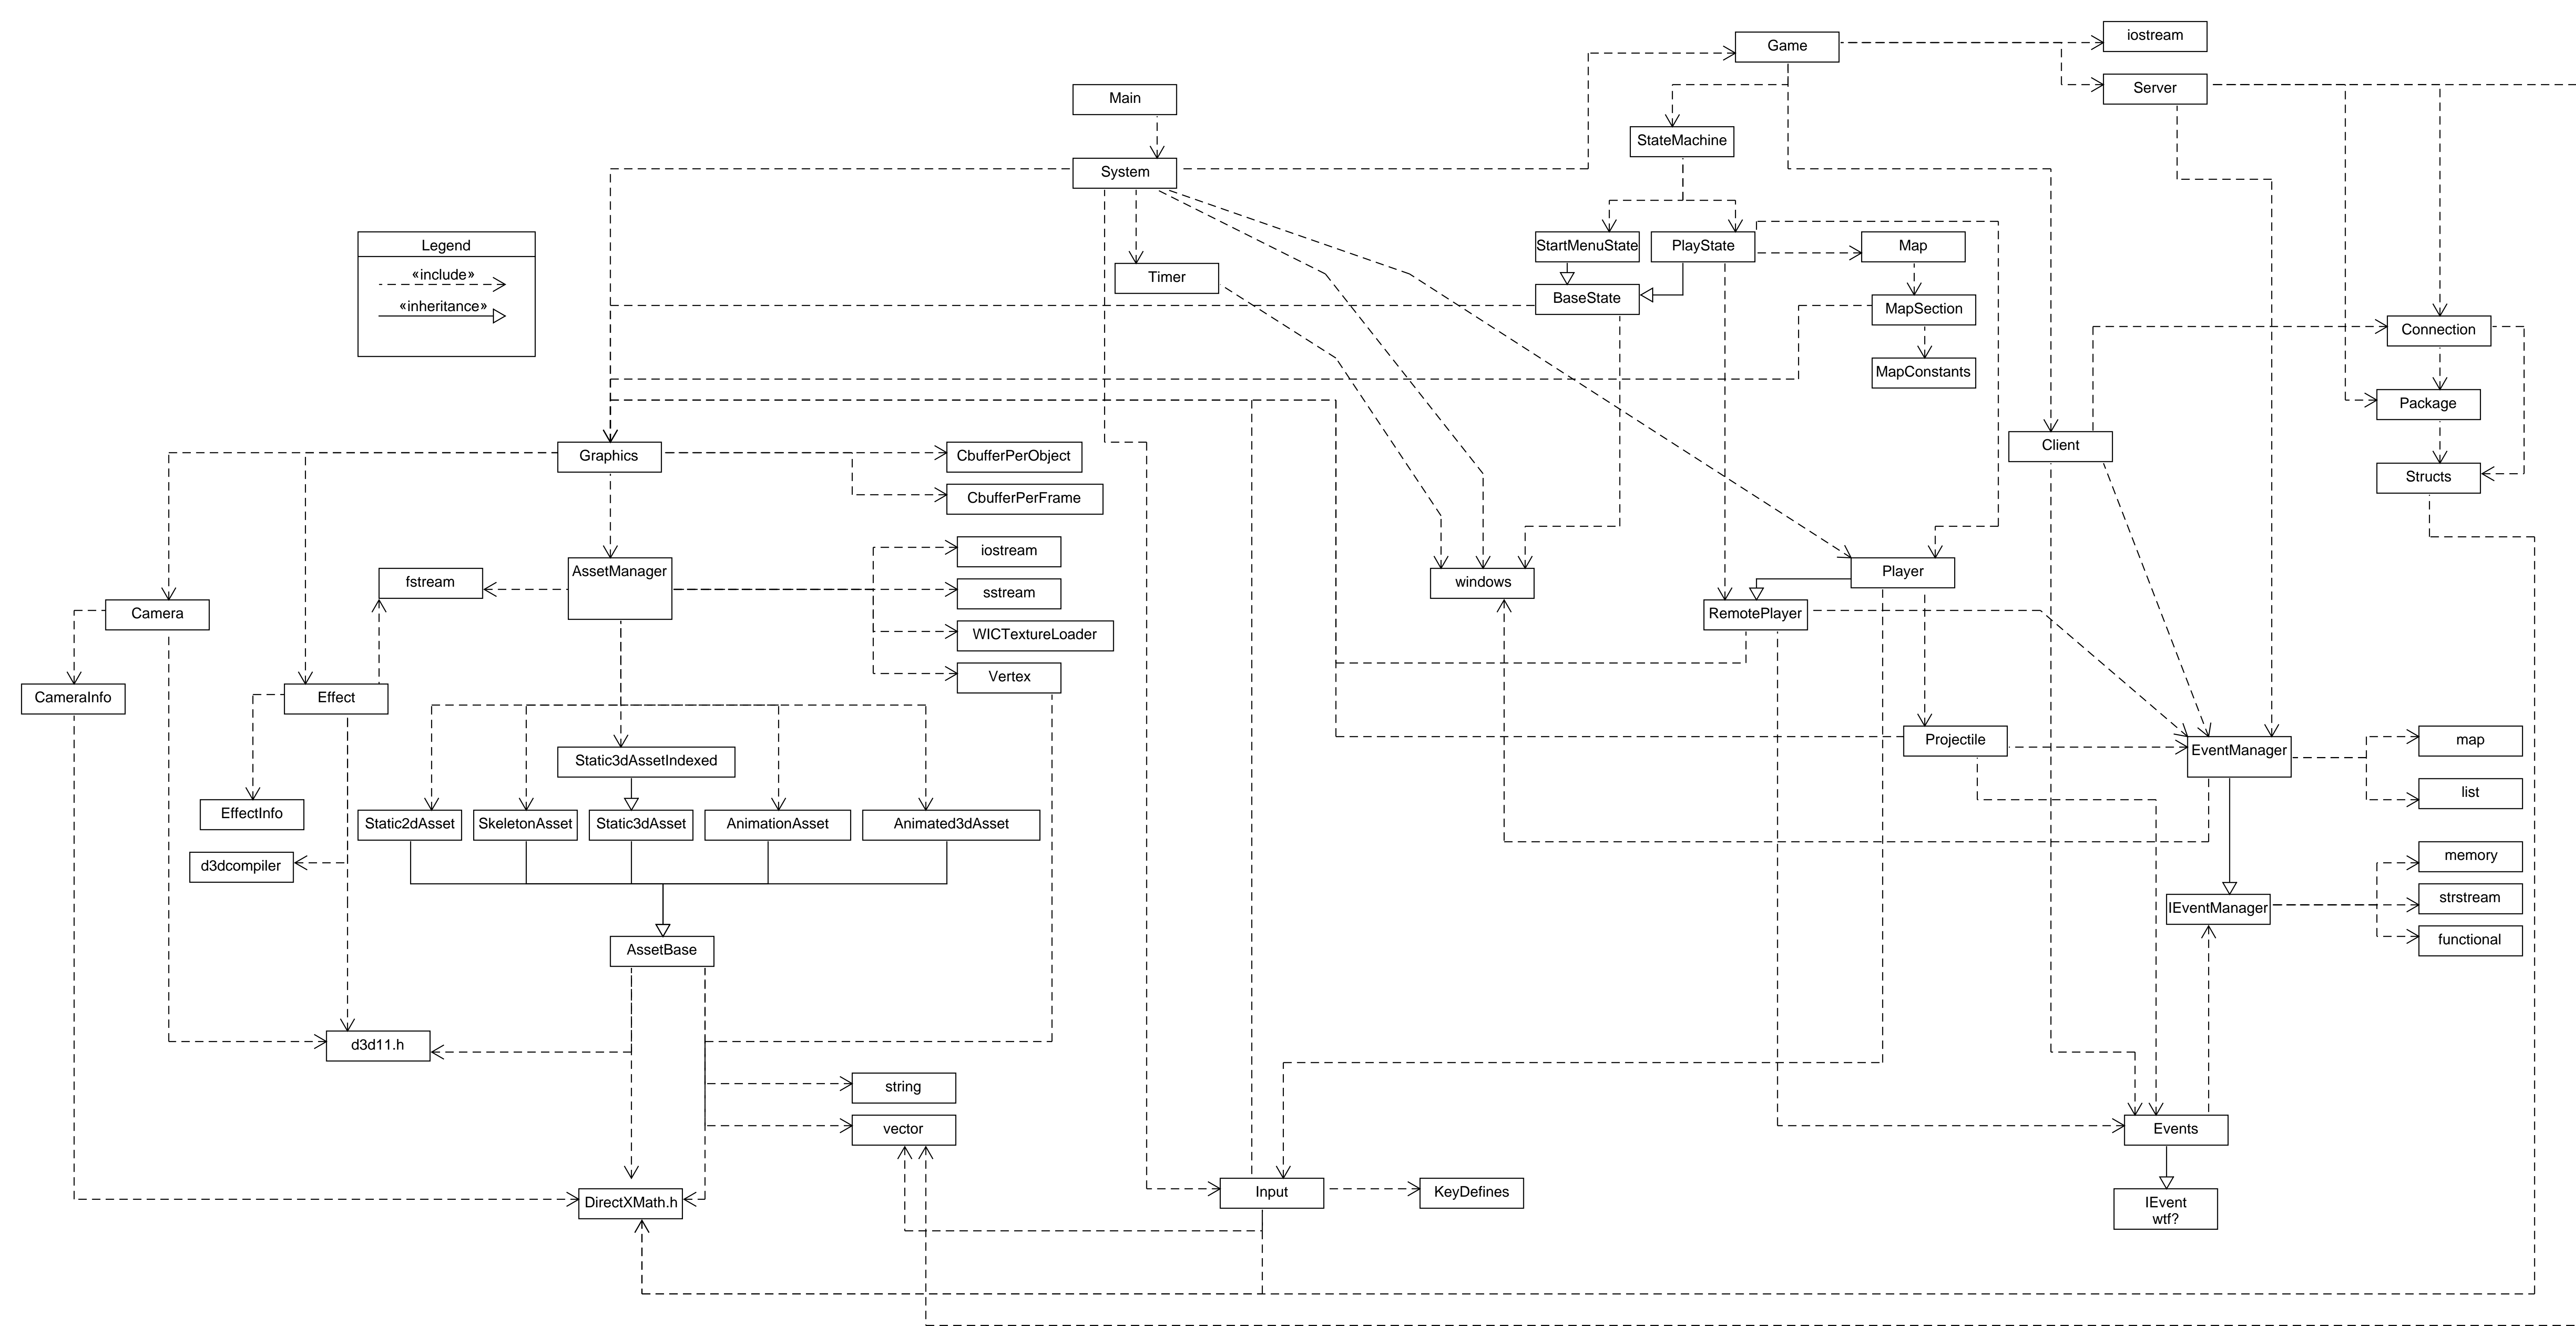 Game
iostream
Server
Main
StateMachine
System
Legend
«include»
«inheritance»
StartMenuState
PlayState
Map
Timer
BaseState
MapSection
Connection
MapConstants
Package
Client
Graphics
CbufferPerObject
Structs
CbufferPerFrame
iostream
AssetManager
fstream
sstream
windows
Player
Camera
RemotePlayer
WICTextureLoader
Vertex
CameraInfo
Effect
Projectile
EventManager
map
Static3dAssetIndexed
list
EffectInfo
Static2dAsset
SkeletonAsset
Static3dAsset
AnimationAsset
Animated3dAsset
d3dcompiler
memory
strstream
IEventManager
functional
AssetBase
d3d11.h
string
vector
Events
DirectXMath.h
Input
KeyDefines
IEvent
wtf?